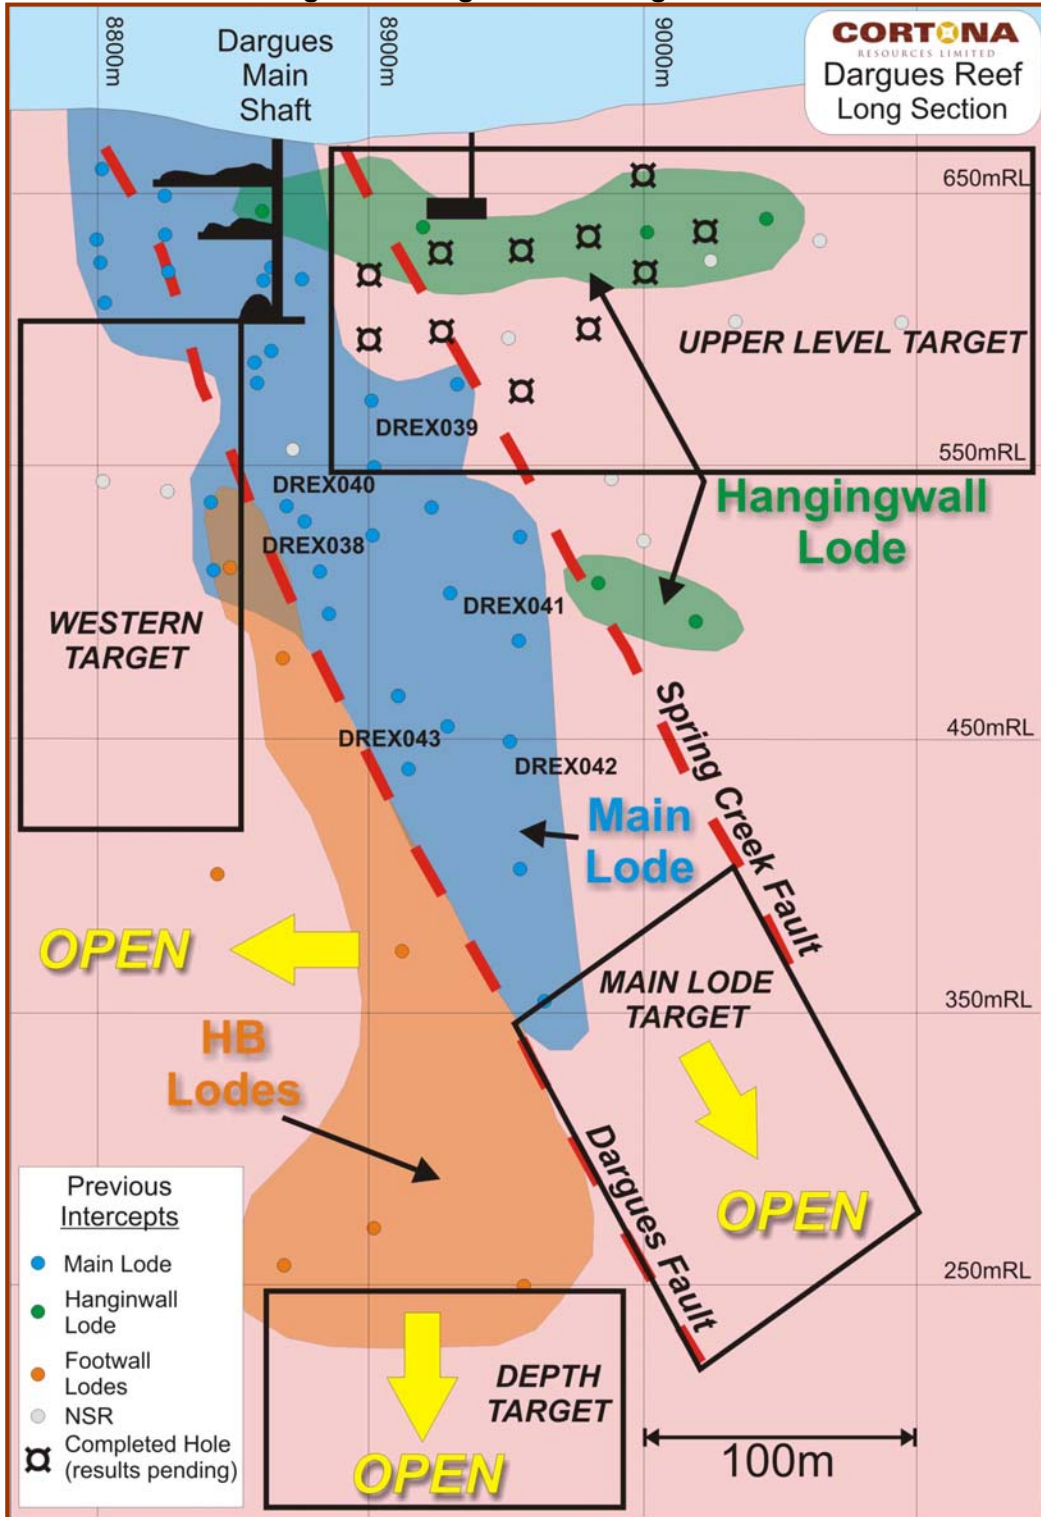 8800m
Dargues
Main
Shaft
8900m
9000m
CORTONA
RESOURCES LIMITED
Dargues Reef
Long Section
650mRL
UPPER LEVEL TARGET
DREX039
550mRL
DREX040
Hangingwall
Lode
DREX038
WESTERN
TARGET
DREX041
Spring Creek Fault
450mRL
DREX043
DREX042
Main
Lode
OPEN
MAIN LODE
TARGET
350mRL
HB
Lodes
Dargues Fault
OPEN
250mRL
Previous
Intercepts
Main Lode
Hanginwall
Lode
Footwall
Lodes
NSR
Completed Hole
(results pending)
DEPTH
TARGET
OPEN
100m